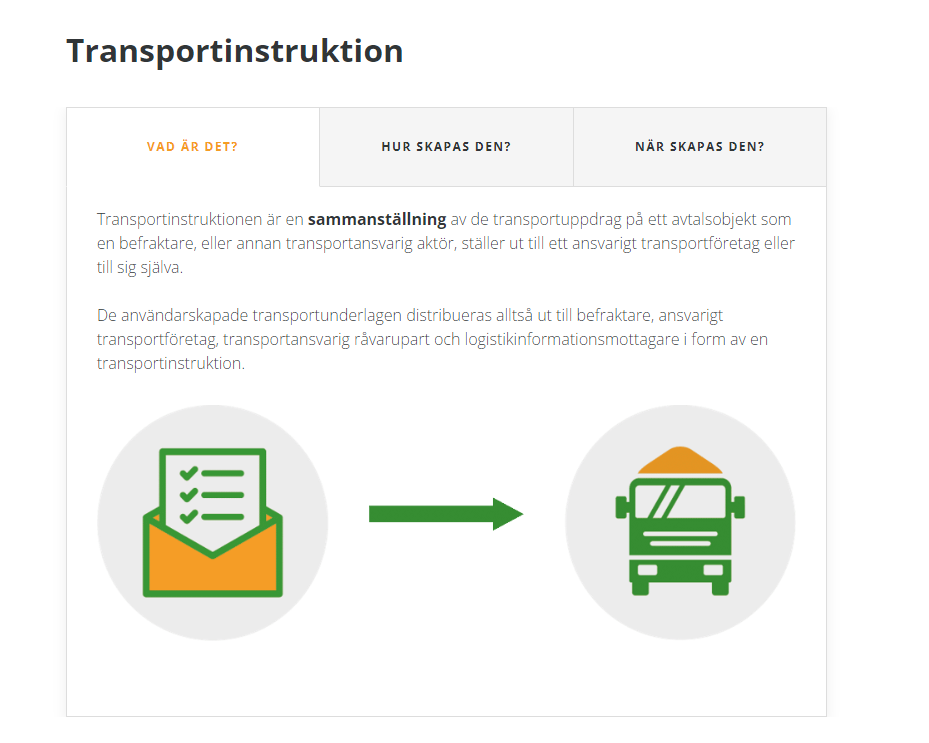 Transportinstruktion
VAD ÄR DET?
HUR SKAPAS DEN?
NÄR SKAPAS DEN?
Transportinstruktionen är en sammanställning av de transportuppdrag på ett avtalsobjekt som
en befraktare, eller annan transportansvarig aktör, ställer ut till ett ansvarigt transportföretag eller
till sig själva.
De användarskapade transportunderlagen distribueras alltså ut till befraktare, ansvarigt
transportföretag, transportansvarig råvarupart och logistikinformationsmottagare i form av en
transportinstruktion.